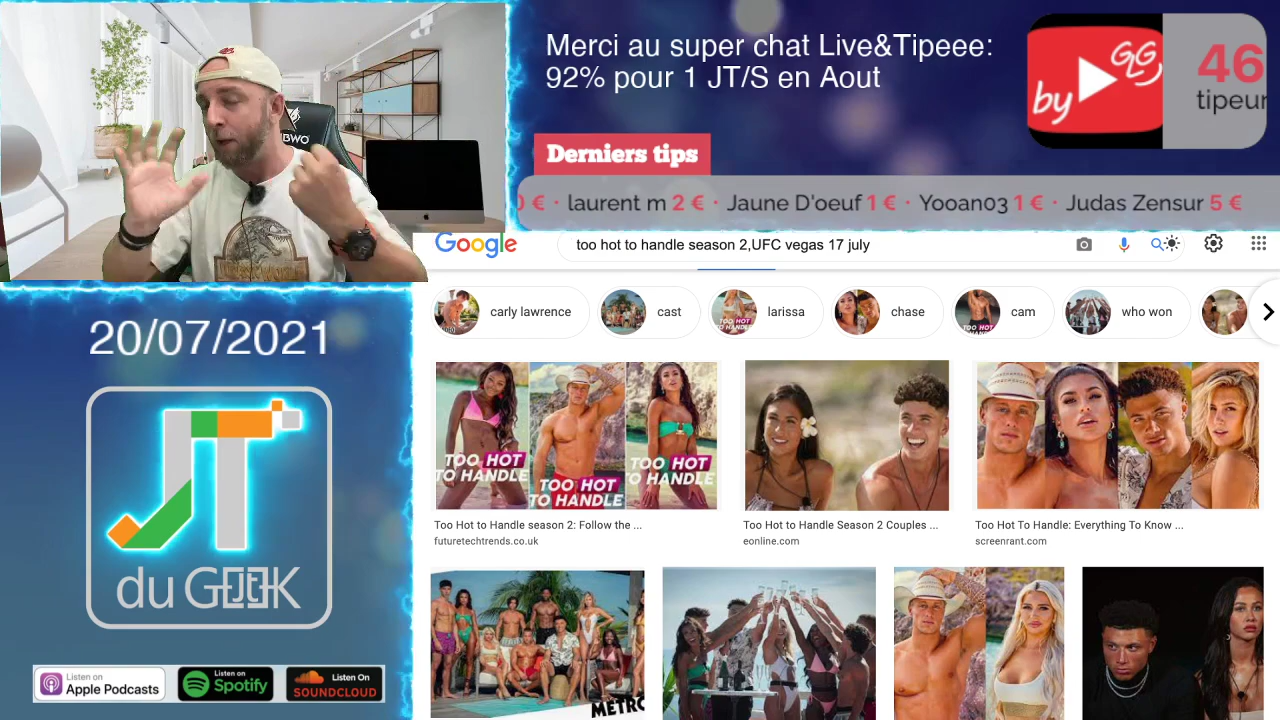 BWO
Merci au super chat Live&Tipeee:
92% pour 1 JT/S en Aout
by GLG
46
tipeur
Derniers tips
€ · laurent m 2 € · Jaune D'oeuf 1 € · Yooan03 1 € · Judas Zensur 5 €
Google
too hot to handle season 2,UFC vegas 17 july
carly lawrence
cast
larissa
chase
cam
who won
20/07/2021
JT
du GEEK
TOO HOT
TO HANDLE
TOO HOT
TO HANDLE
TOO HOT
TO HANDLE
Too Hot to Handle season 2: Follow the ...
futuretechtrends.co.uk
Too Hot to Handle Season 2 Couples ...
eonline.com
Too Hot To Handle: Everything To Know ...
screenrant.com
METRO
Listen on
Apple Podcasts
Listen on
Spotify
Listen On
SOUNDCLOUD